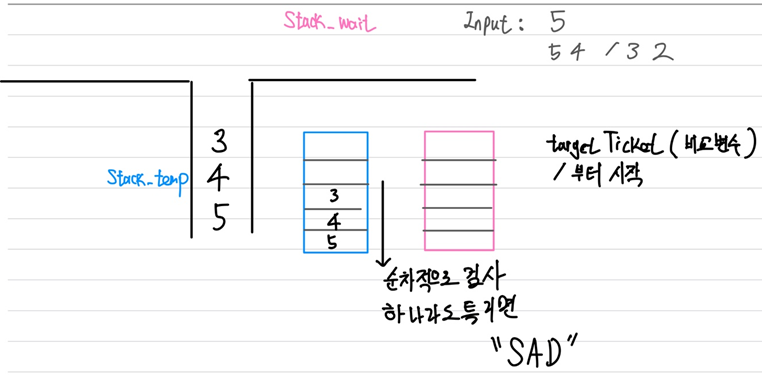 Stack_wait
Input : 5
5 4 1 3 2
Stack_temp
3
4
5
3
4
5
target Ticket ( 비교변수 )
1 부터 시작
순차적으로 검사
하나라도 틀리면
"SAD"